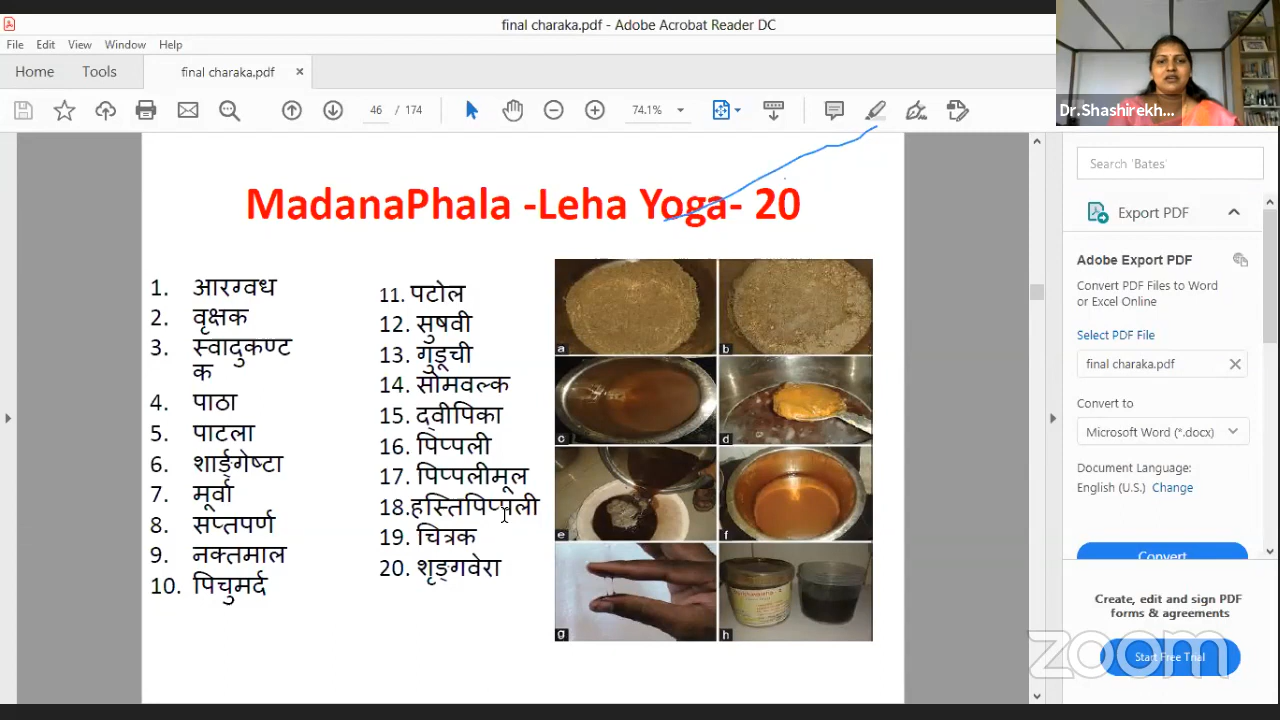 final charaka.pdf - Adobe Acrobat Reader DC
File Edit View Window Help
Home Tools final charaka.pdf ×
46 / 174 74.1%
Dr.Shashirekh...
MadanaPhala -Leha Yoga- 20
1. आरग्वध
2. वृक्षक
3. स्वादुकण्ट
क
4. पाठा
5. पाटला
6. शार्ङ्गेष्टा
7. मूर्वा
8. सप्तपर्ण
9. नक्तमाल
10. पिचुमर्द
11. पटोल
12. सुषवी
13. गुडूची
14. सोमवल्क
15. द्वीपिका
16. पिप्पली
17. पिप्पलीमूल
18.हस्तिपिप्पली
19. चित्रक
20. शृङ्गवेरा
a
b
c
d
e
f
g
h
Search 'Bates'
Export PDF
Adobe Export PDF
Convert PDF Files to Word
or Excel Online
Select PDF File
final charaka.pdf
Convert to
Microsoft Word (*.docx)
Document Language:
English (U.S.) Change
Convert
Create, edit and sign PDF
forms & agreements
Start Free Trial
zoom